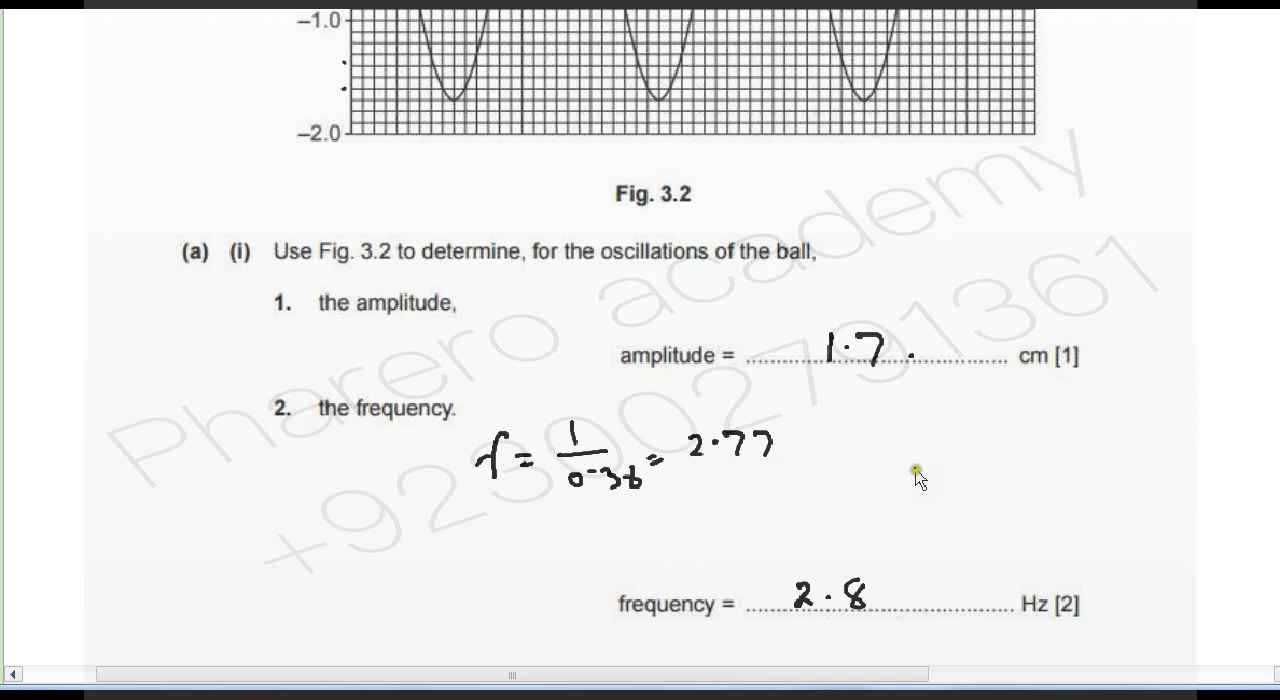 –1.0
–2.0
Fig. 3.2
(a) (i) Use Fig. 3.2 to determine, for the oscillations of the ball,
1. the amplitude,
amplitude = 1.7 cm [1]
2. the frequency.
f = 1/0.36 = 2.77
frequency = 2.8 Hz [2]
Pharero academy
+923002791361